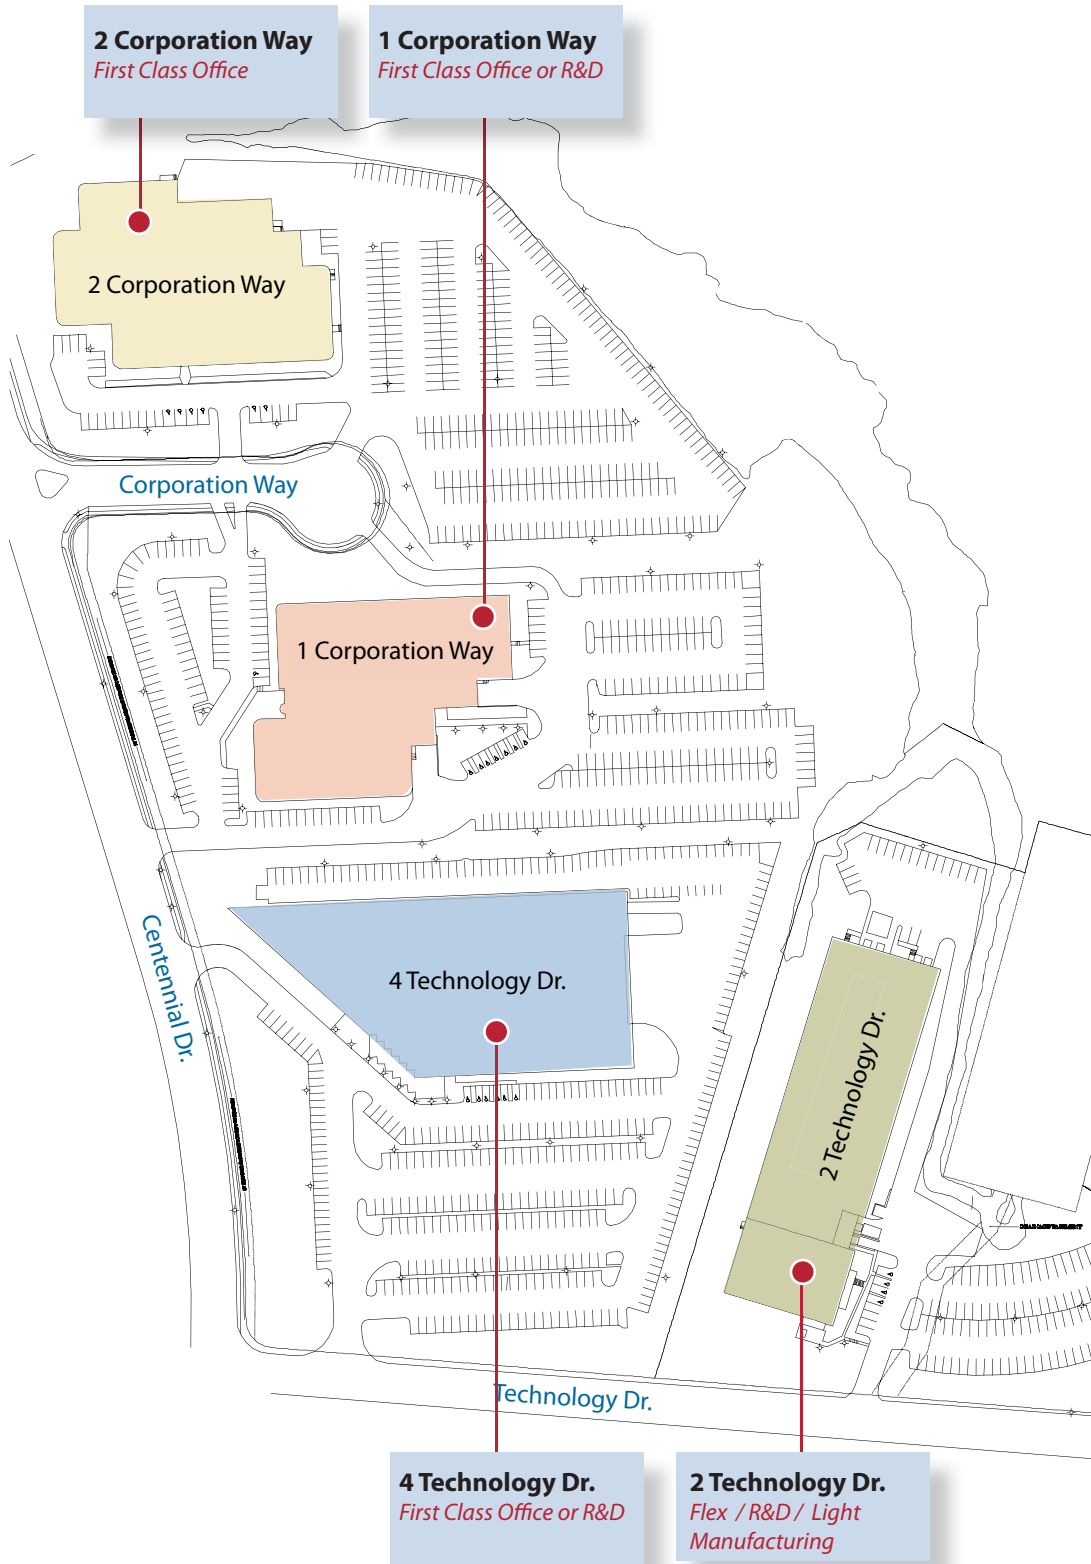 2 Corporation Way
First Class Office
1 Corporation Way
First Class Office or R&D
2 Corporation Way
Corporation Way
1 Corporation Way
Centennial Dr.
4 Technology Dr.
2 Technology Dr.
Technology Dr.
4 Technology Dr.
First Class Office or R&D
2 Technology Dr.
Flex / R&D / Light
Manufacturing